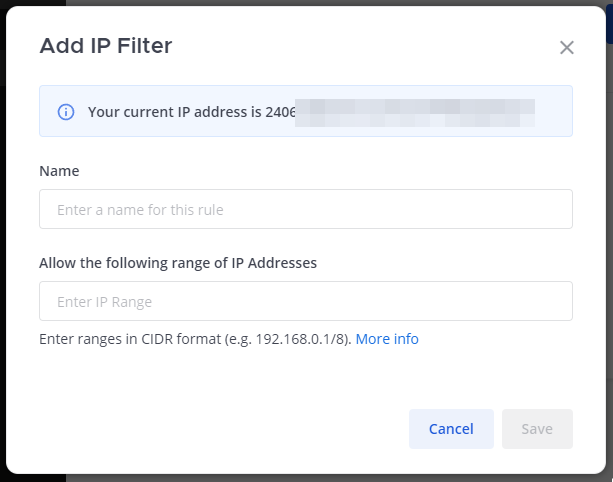 Add IP Filter
Your current IP address is 2406
Name
Enter a name for this rule
Allow the following range of IP Addresses
Enter IP Range
Enter ranges in CIDR format (e.g. 192.168.0.1/8). More info
Cancel
Save